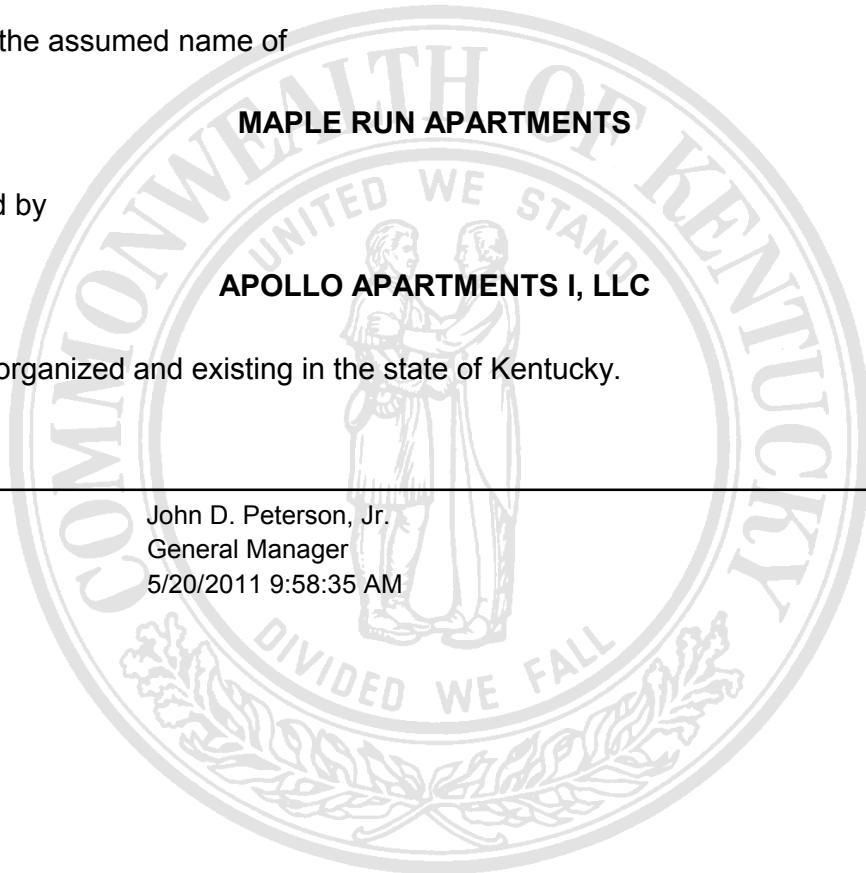 the assumed name of
MAPLE RUN APARTMENTS
d by
APOLLO APARTMENTS I, LLC
organized and existing in the state of Kentucky.
John D. Peterson, Jr.
General Manager
5/20/2011 9:58:35 AM
COMMONWEALTH OF KENTUCKY
UNITED WE STAND
DIVIDED WE FALL